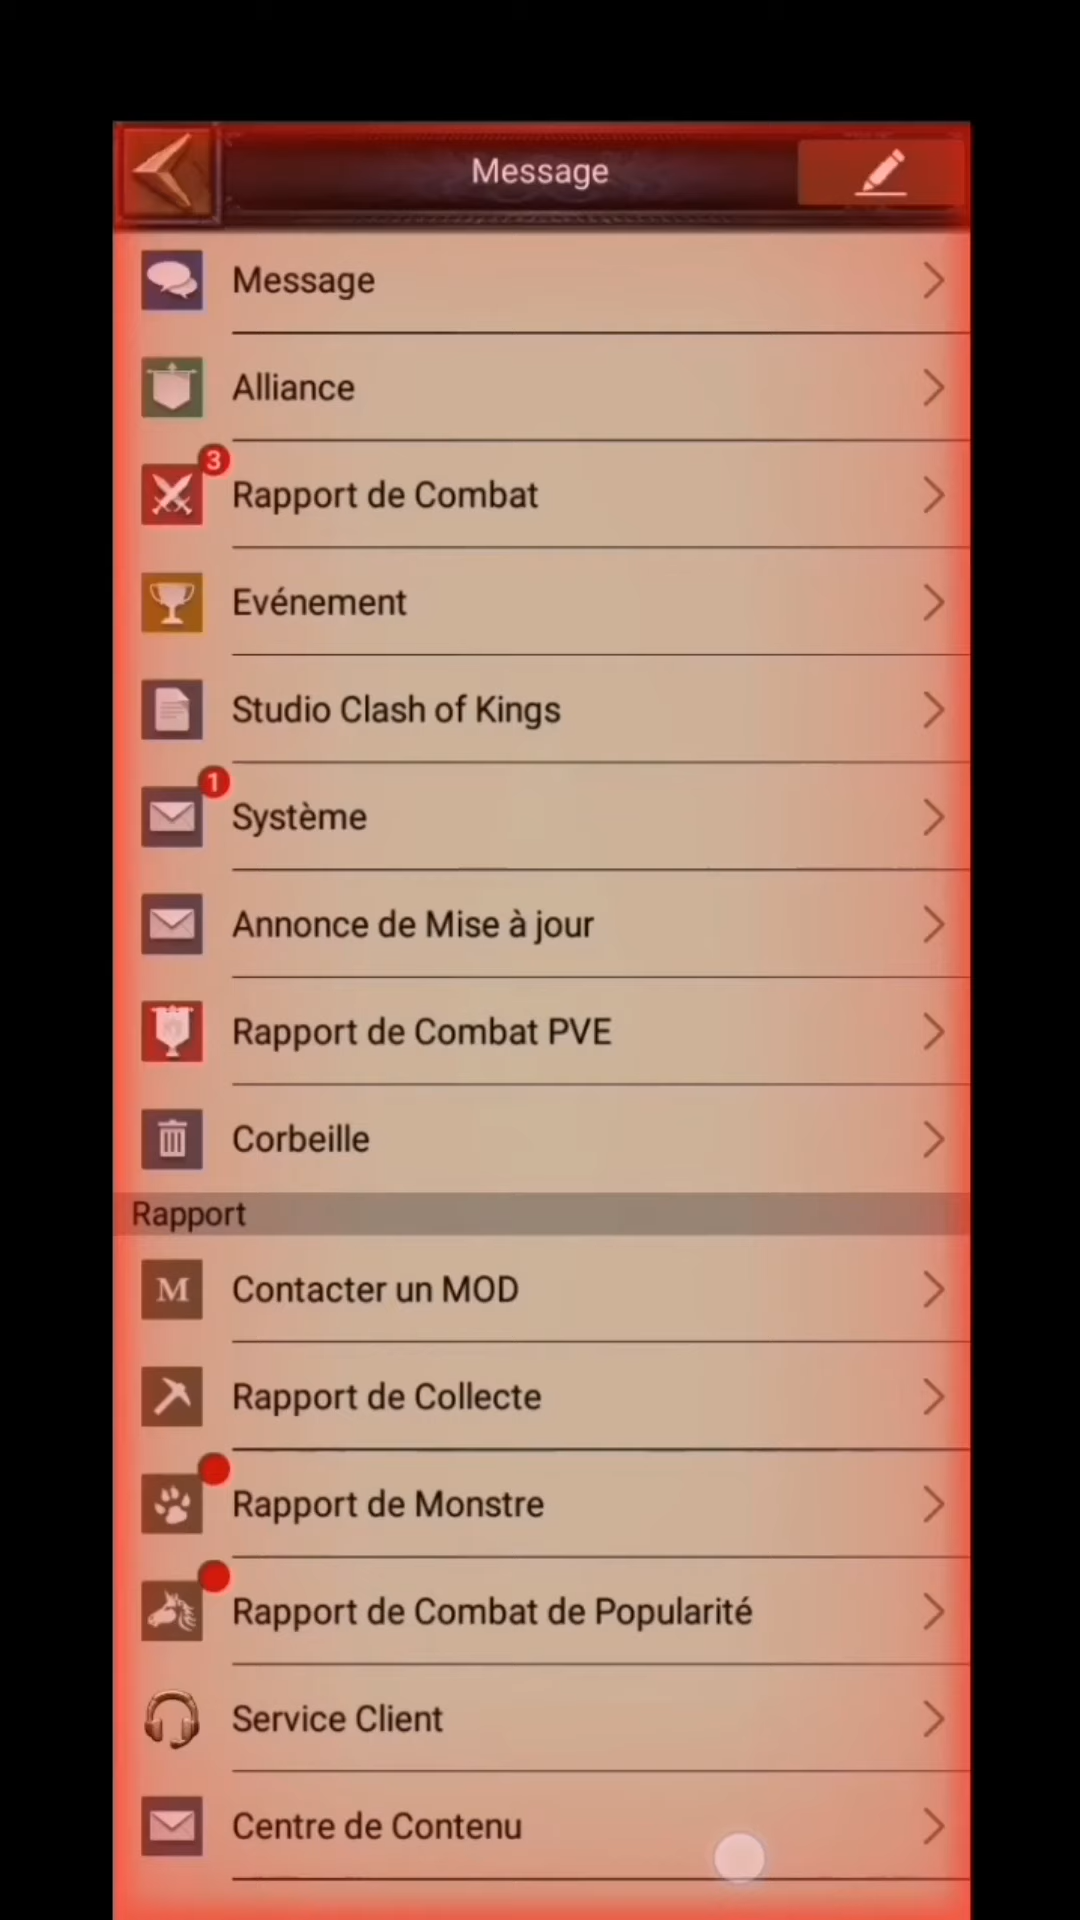 Message
Message
Alliance
3
Rapport de Combat
Evénement
Studio Clash of Kings
1
Système
Annonce de Mise à jour
Rapport de Combat PVE
Corbeille
Rapport
M
Contacter un MOD
Rapport de Collecte
Rapport de Monstre
Rapport de Combat de Popularité
Service Client
Centre de Contenu